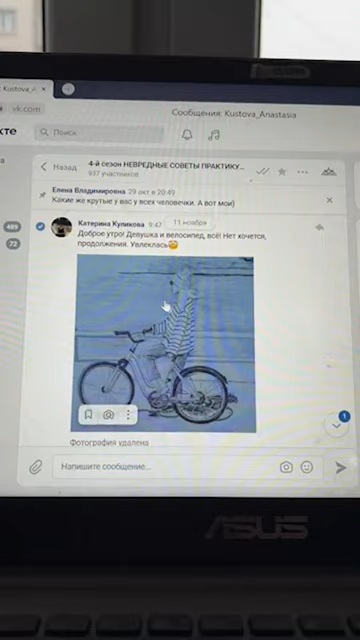 Kustova_A
vk.com
Сообщения: Kustova_Anastasia
кте
Поиск
Назад
4-й сезон НЕВРЕДНЫЕ СОВЕТЫ ПРАКТИКУ...
937 участников
Елена Владимировна 29 окт в 20:49
Какие же крутые у вас у всех человечки. А вот мои)
489
72
Катерина Куликова 9:47
11 ноября
Доброе утро! Девушка и велосипед, всё! Нет хочется,
продолжения. Увлеклась
1
Фотография удалена
Напишите сообщение...
ASUS